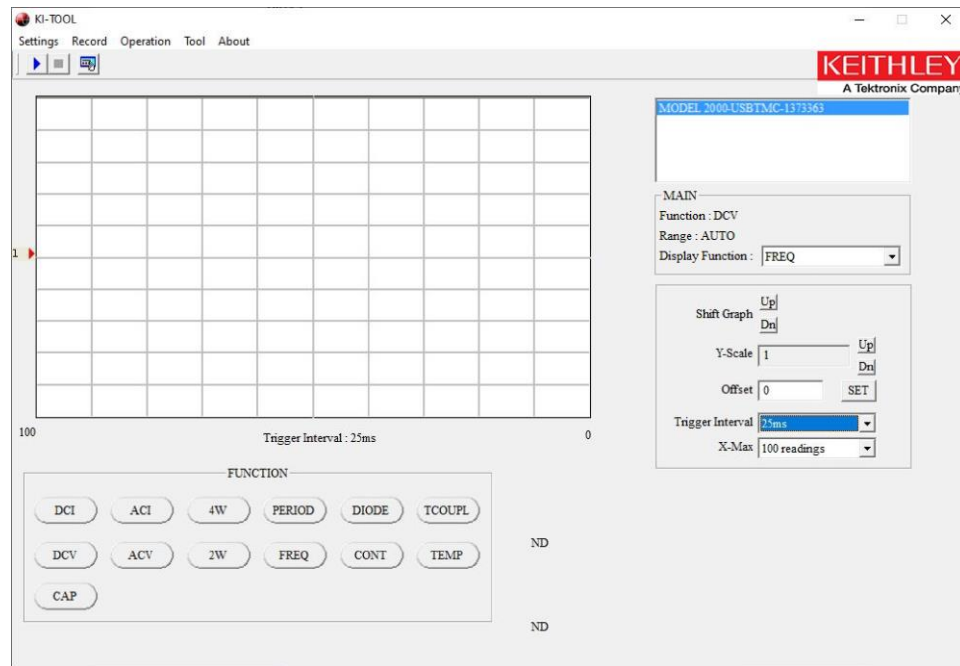 KI-TOOL
Settings Record Operation Tool About
KEITHLEY
A Tektronix Company
MODEL 2000-USBTMC-1373363
MAIN
Function : DCV
Range : AUTO
Display Function : FREQ
1
Shift Graph Up
Dn
Y-Scale 1 Up
Dn
Offset 0 SET
Trigger Interval 25ms
X-Max 100 readings
100 Trigger Interval : 25ms 0
FUNCTION
DCI ACI 4W PERIOD DIODE TCOUPL
DCV ACV 2W FREQ CONT TEMP
CAP
ND
ND